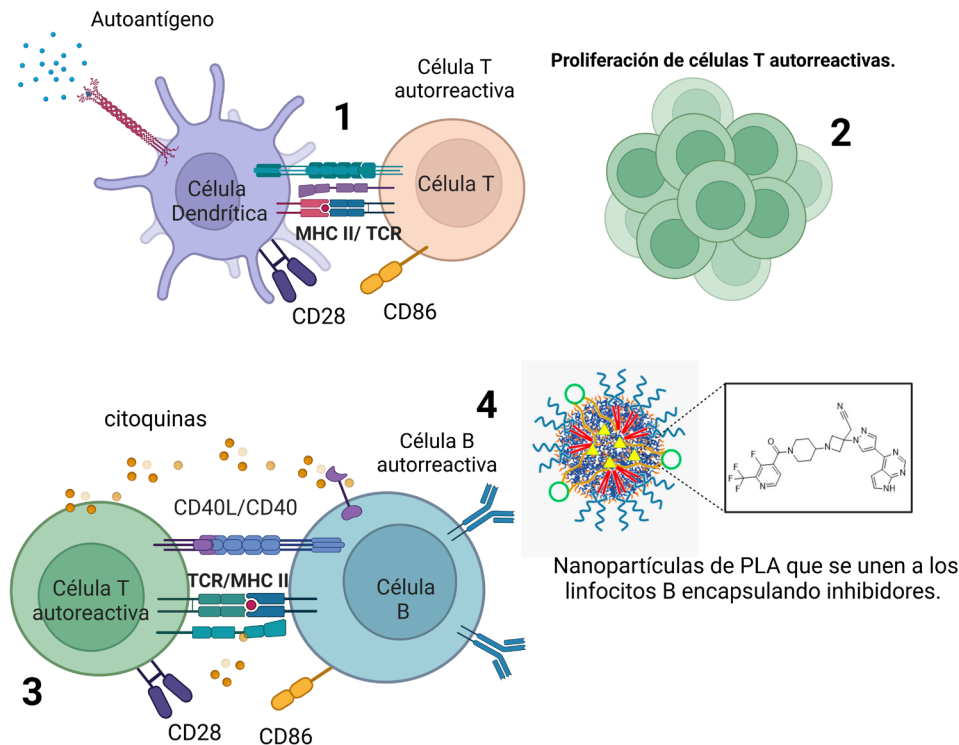 Autoantígeno
1
Célula T
autorreactiva
Célula
Dendrítica
Célula T
MHC II/ TCR
CD28
CD86
Proliferación de células T autorreactivas.
2
citoquinas
4
Célula B
autorreactiva
CD40L/CD40
Célula T
autoreactiva
TCR/MHC II
Célula
B
3
CD28
CD86
N
O
F
N
N
N
N
F
F
F
N
N
N
NH
Nanopartículas de PLA que se unen a los
linfocitos B encapsulando inhibidores.